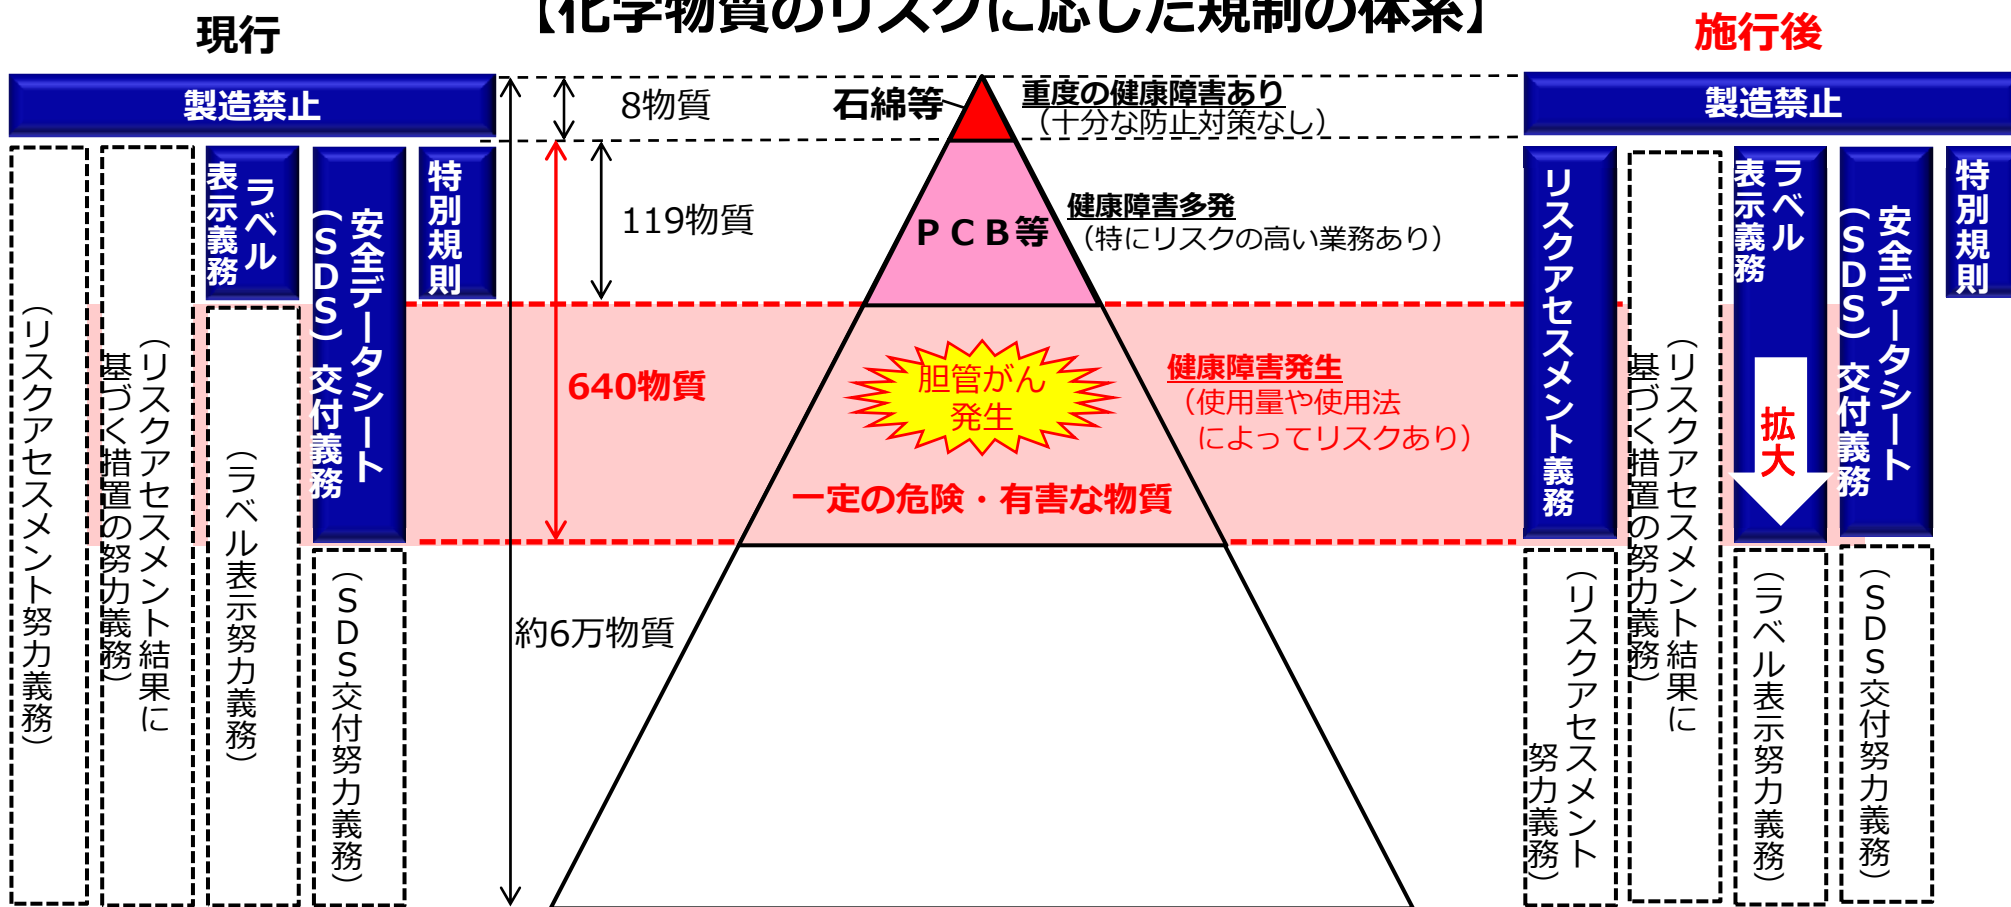 【化学物質のリスクに応じた規制の体系】
現行
施行後
製造禁止
8物質
石綿等
重度の健康障害あり
（十分な防止対策なし）
製造禁止
（リスクアセスメント努力義務）
（リスクアセスメント結果に
基づく措置の努力義務）
ラベル
表示義務
（ラベル表示努力義務）
安全データシート
（SDS）交付義務
（SDS交付努力義務）
特別規則
119物質
PCB等
健康障害多発
（特にリスクの高い業務あり）
640物質
胆管がん
発生
健康障害発生
（使用量や使用法
によってリスクあり）
一定の危険・有害な物質
約6万物質
リスクアセスメント義務
（リスクアセスメント
努力義務）
（リスクアセスメント結果に
基づく措置の努力義務）
ラベル
表示義務
拡大
（ラベル表示努力義務）
安全データシート
（SDS）交付義務
（SDS交付努力義務）
特別規則